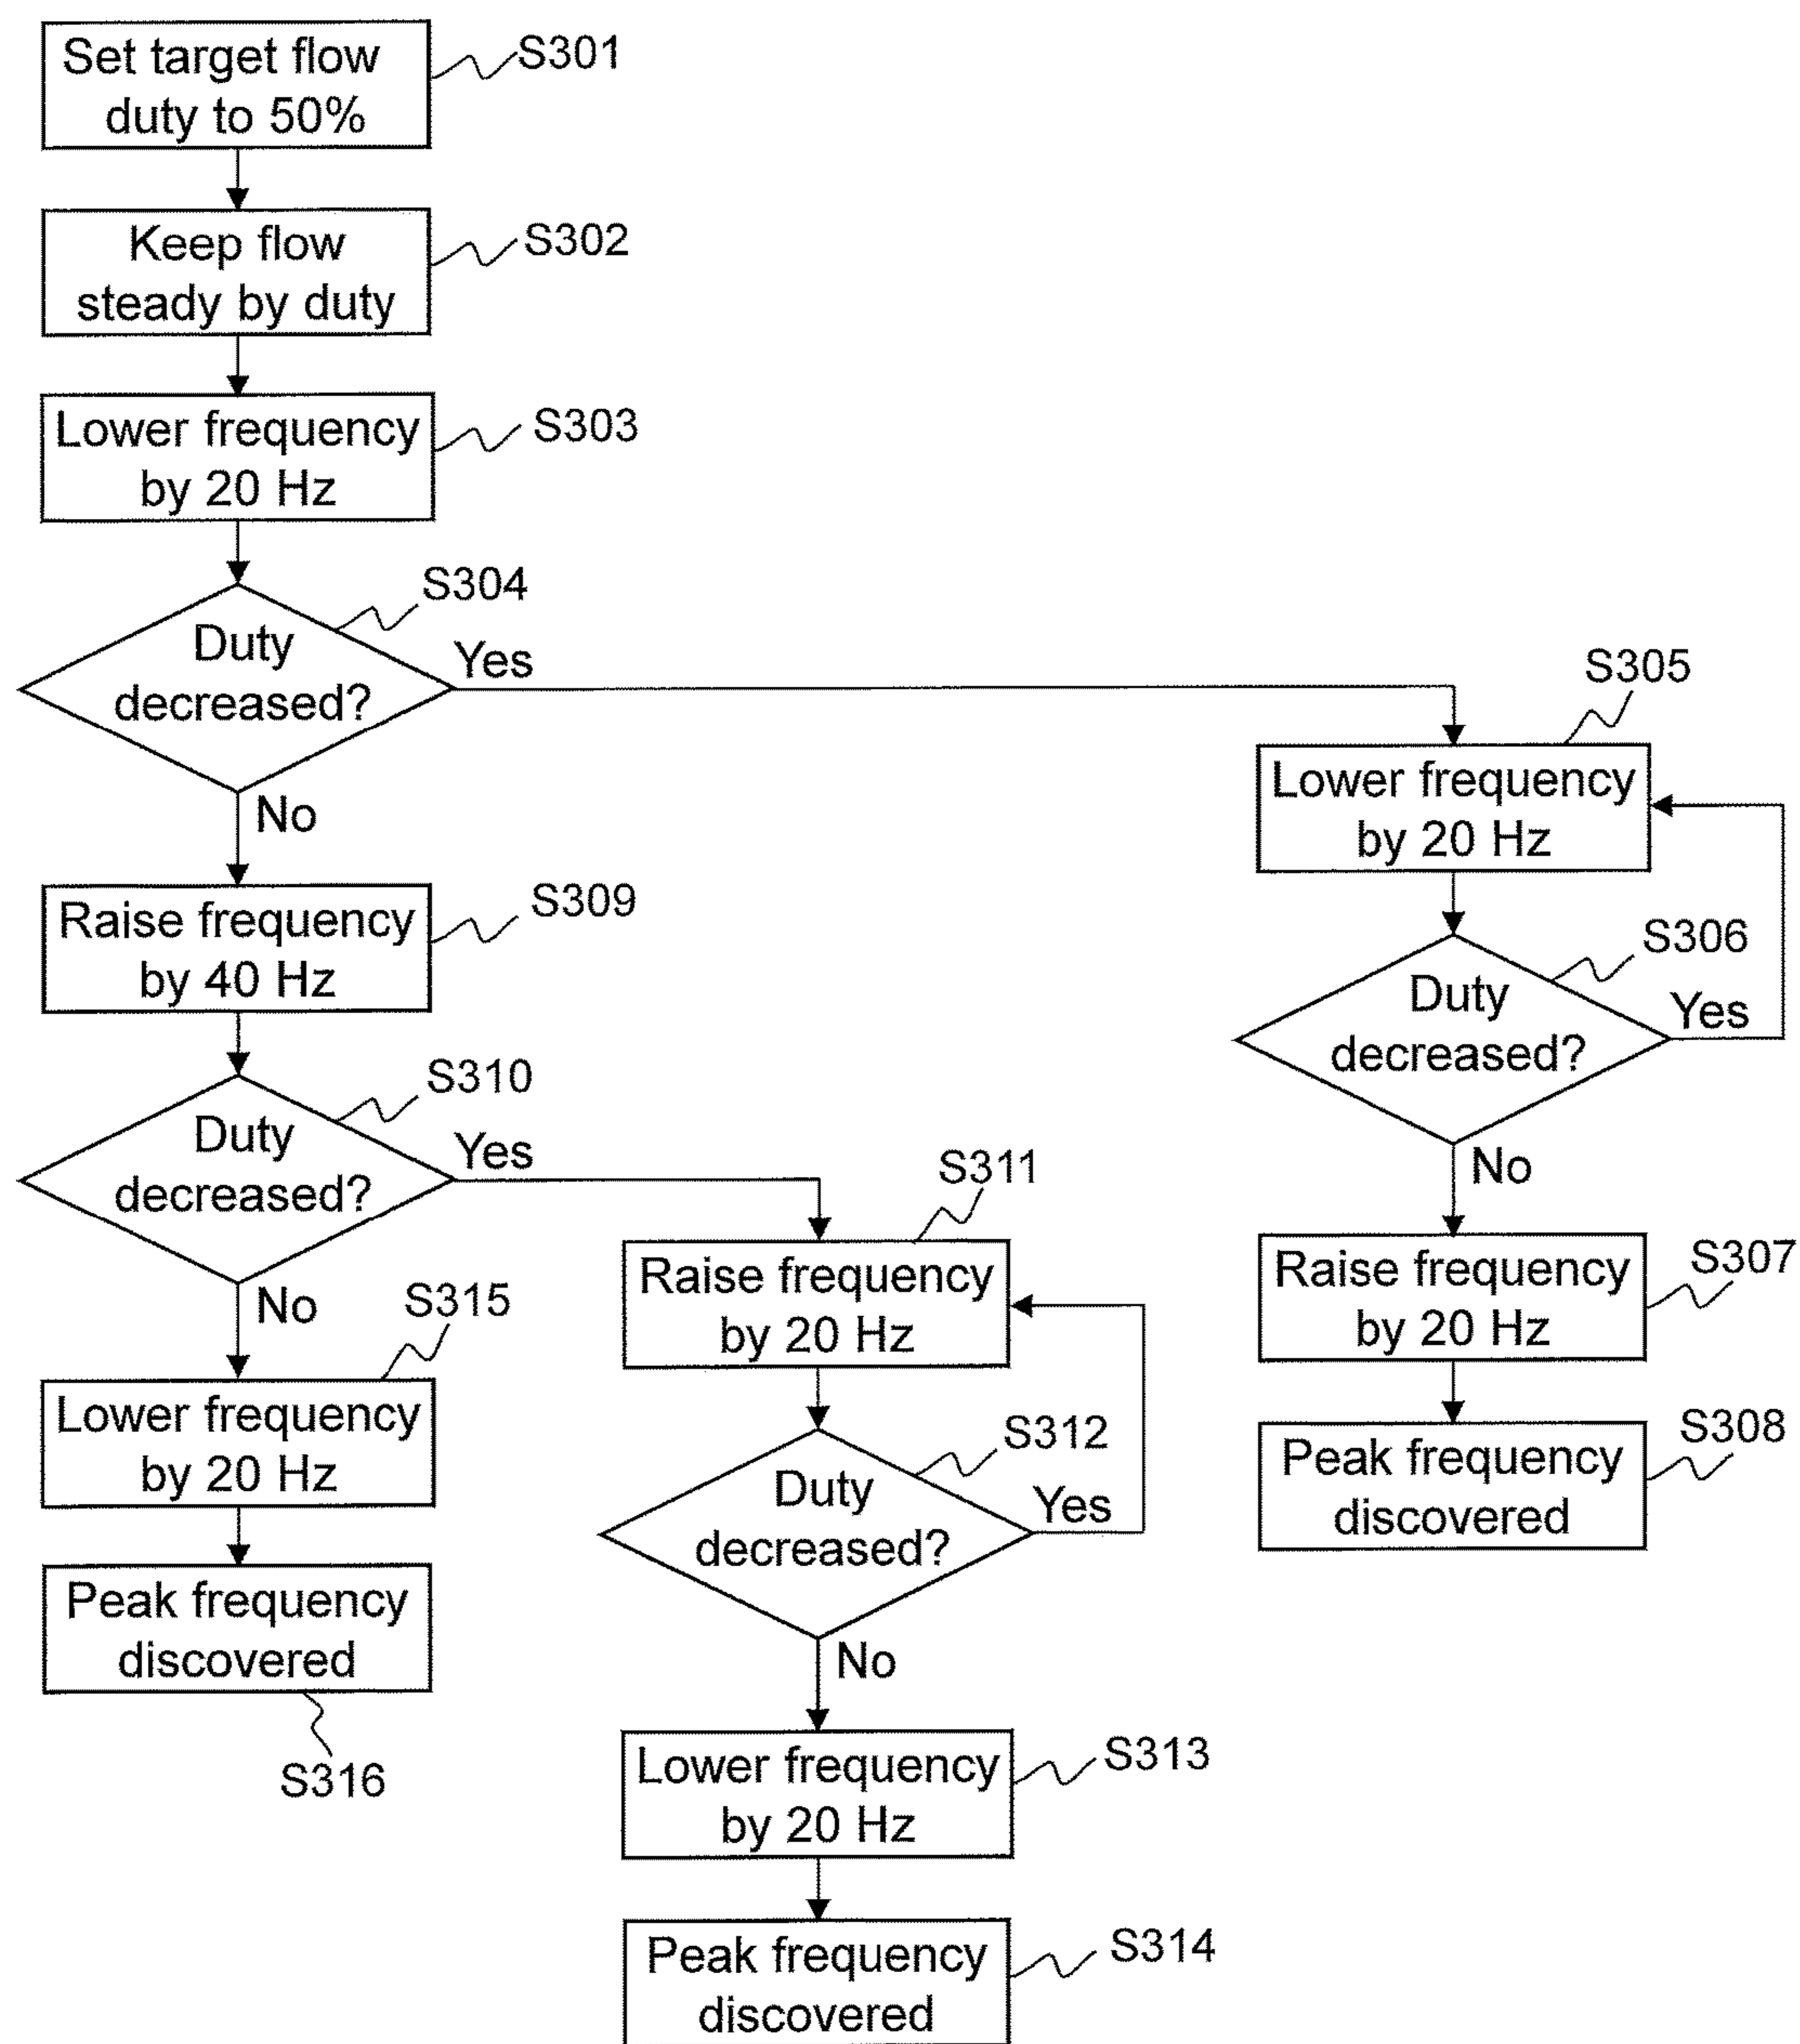 Set target flow
duty to 50%
S301
Keep flow
steady by duty
S302
Lower frequency
by 20 Hz
S303
S304
Duty
decreased?
Yes
No
S305
Lower frequency
by 20 Hz
S306
Duty
decreased?
Yes
No
S307
Raise frequency
by 20 Hz
S308
Peak frequency
discovered
S309
Raise frequency
by 40 Hz
S310
Duty
decreased?
Yes
No
S311
Raise frequency
by 20 Hz
S312
Duty
decreased?
Yes
No
S313
Lower frequency
by 20 Hz
S314
Peak frequency
discovered
S315
Lower frequency
by 20 Hz
Peak frequency
discovered
S316